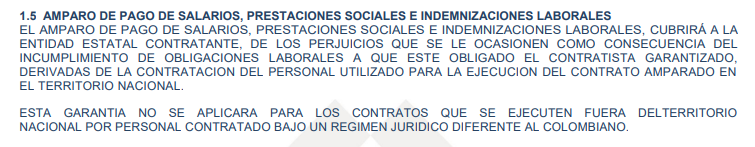 1.5 AMPARO DE PAGO DE SALARIOS, PRESTACIONES SOCIALES E INDEMNIZACIONES LABORALES
EL AMPARO DE PAGO DE SALARIOS, PRESTACIONES SOCIALES E INDEMNIZACIONES LABORALES, CUBRIRÁ A LA
ENTIDAD ESTATAL CONTRATANTE, DE LOS PERJUICIOS QUE SE LE OCASIONEN COMO CONSECUENCIA DEL
INCUMPLIMIENTO DE OBLIGACIONES LABORALES A QUE ESTE OBLIGADO EL CONTRATISTA GARANTIZADO,
DERIVADAS DE LA CONTRATACION DEL PERSONAL UTILIZADO PARA LA EJECUCION DEL CONTRATO AMPARADO EN
EL TERRITORIO NACIONAL.
ESTA GARANTIA NO SE APLICARA PARA LOS CONTRATOS QUE SE EJECUTEN FUERA DELTERRITORIO
NACIONAL POR PERSONAL CONTRATADO BAJO UN REGIMEN JURIDICO DIFERENTE AL COLOMBIANO.